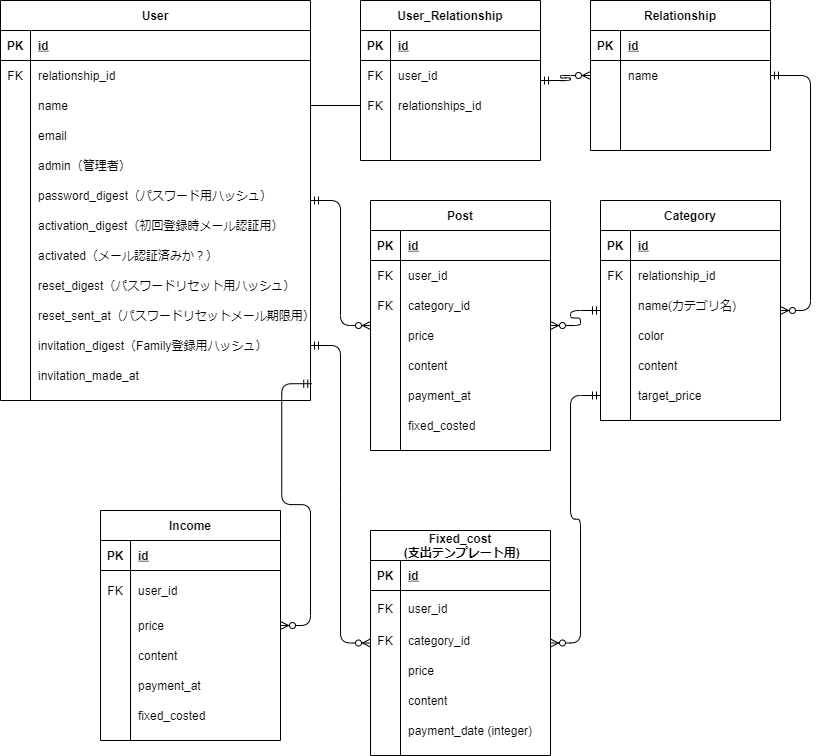 User
PK id
FK relationship_id
name
email
admin（管理者）
password_digest（パスワード用ハッシュ）
activation_digest（初回登録時メール認証用）
activated（メール認証済みか？）
reset_digest（パスワードリセット用ハッシュ）
reset_sent_at（パスワードリセットメール期限用）
invitation_digest（Family登録用ハッシュ）
invitation_made_at
User_Relationship
PK id
FK user_id
FK relationships_id
Relationship
PK id
name
Post
PK id
FK user_id
FK category_id
price
content
payment_at
fixed_costed
Category
PK id
FK relationship_id
name(カテゴリ名)
color
content
target_price
Income
PK id
FK user_id
price
content
payment_at
fixed_costed
Fixed_cost
(支出テンプレート用)
PK id
FK user_id
FK category_id
price
content
payment_date (integer)